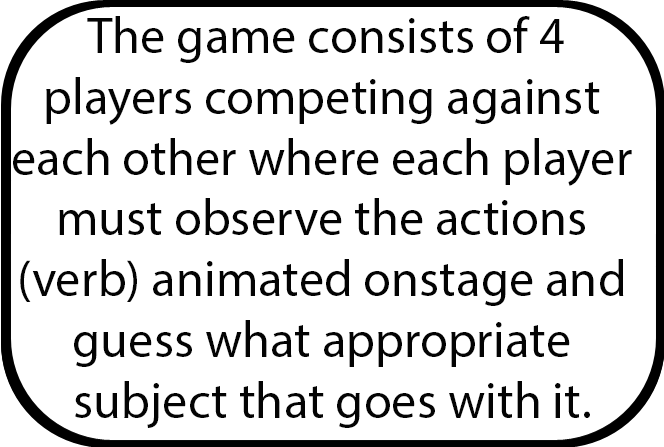 The game consists of 4
players competing against
each other where each player
must observe the actions
(verb) animated onstage and
guess what appropriate
subject that goes with it.